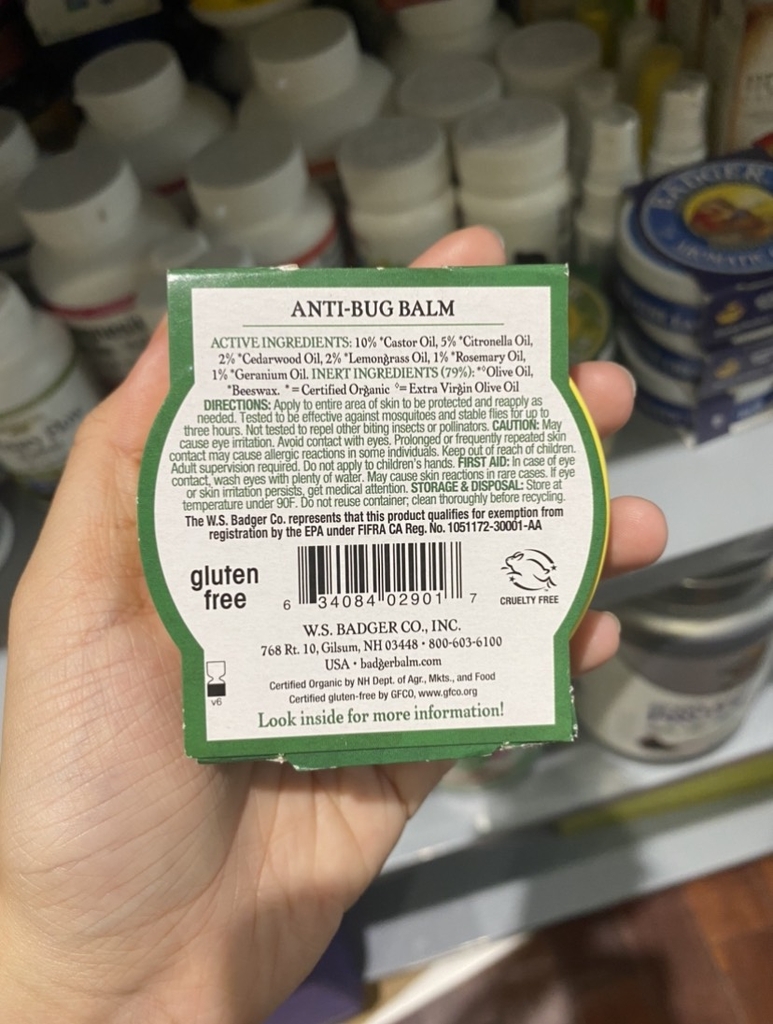 ANTI-BUG BALM
ACTIVE INGREDIENTS: 10% *Castor Oil, 5% *Citronella Oil,
2% *Cedarwood Oil, 2% *Lemongrass Oil, 1% *Rosemary Oil,
1% *Geranium Oil. INERT INGREDIENTS (79%): *°Olive Oil,
*Beeswax. * = Certified Organic °= Extra Virgin Olive Oil
DIRECTIONS: Apply to entire area of skin to be protected and reapply as
needed. Tested to be effective against mosquitoes and stable flies for up to
three hours. Not tested to repel other biting insects or pollinators. CAUTION: May
cause eye irritation. Avoid contact with eyes. Prolonged or frequently repeated skin
contact may cause allergic reactions in some individuals. Keep out of reach of children.
Adult supervision required. Do not apply to children's hands. FIRST AID: In case of eye
contact, wash eyes with plenty of water. May cause skin reactions in rare cases. If eye
or skin irritation persists, get medical attention. STORAGE & DISPOSAL: Store at
temperature under 90F. Do not reuse container; clean thoroughly before recycling.
The W.S. Badger Co. represents that this product qualifies for exemption from
registration by the EPA under FIFRA CA Reg. No. 1051172-30001-AA
gluten
free
6 34084 02901 7
CRUELTY FREE
W.S. BADGER CO., INC.
768 Rt. 10, Gilsum, NH 03448 • 800-603-6100
USA • badgerbalm.com
Certified Organic by NH Dept. of Agr., Mkts., and Food
Certified gluten-free by GFCO, www.gfco.org
v6
Look inside for more information!
BADGER